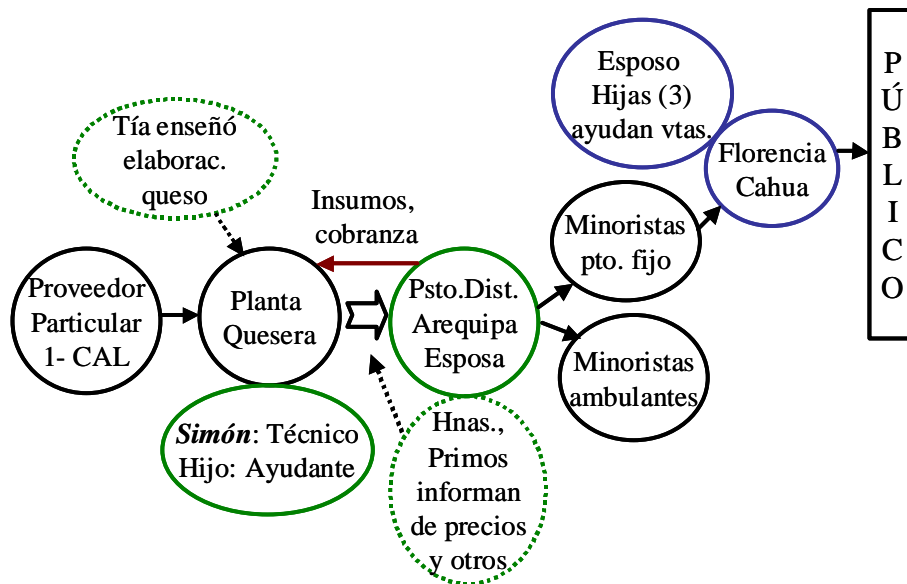 Esposo
Hijas (3)
ayudan vtas.
PÚBLICO
Tía enseñó
elaborac.
queso
Florencia
Cahua
Insumos,
cobranza
Minoristas
pto. fijo
Proveedor
Particular
1- CAL
Planta
Quesera
Psto.Dist.
Arequipa
Esposa
Minoristas
ambulantes
Simón: Técnico
Hijo: Ayudante
Hnas.,
Primos
informan
de precios
y otros